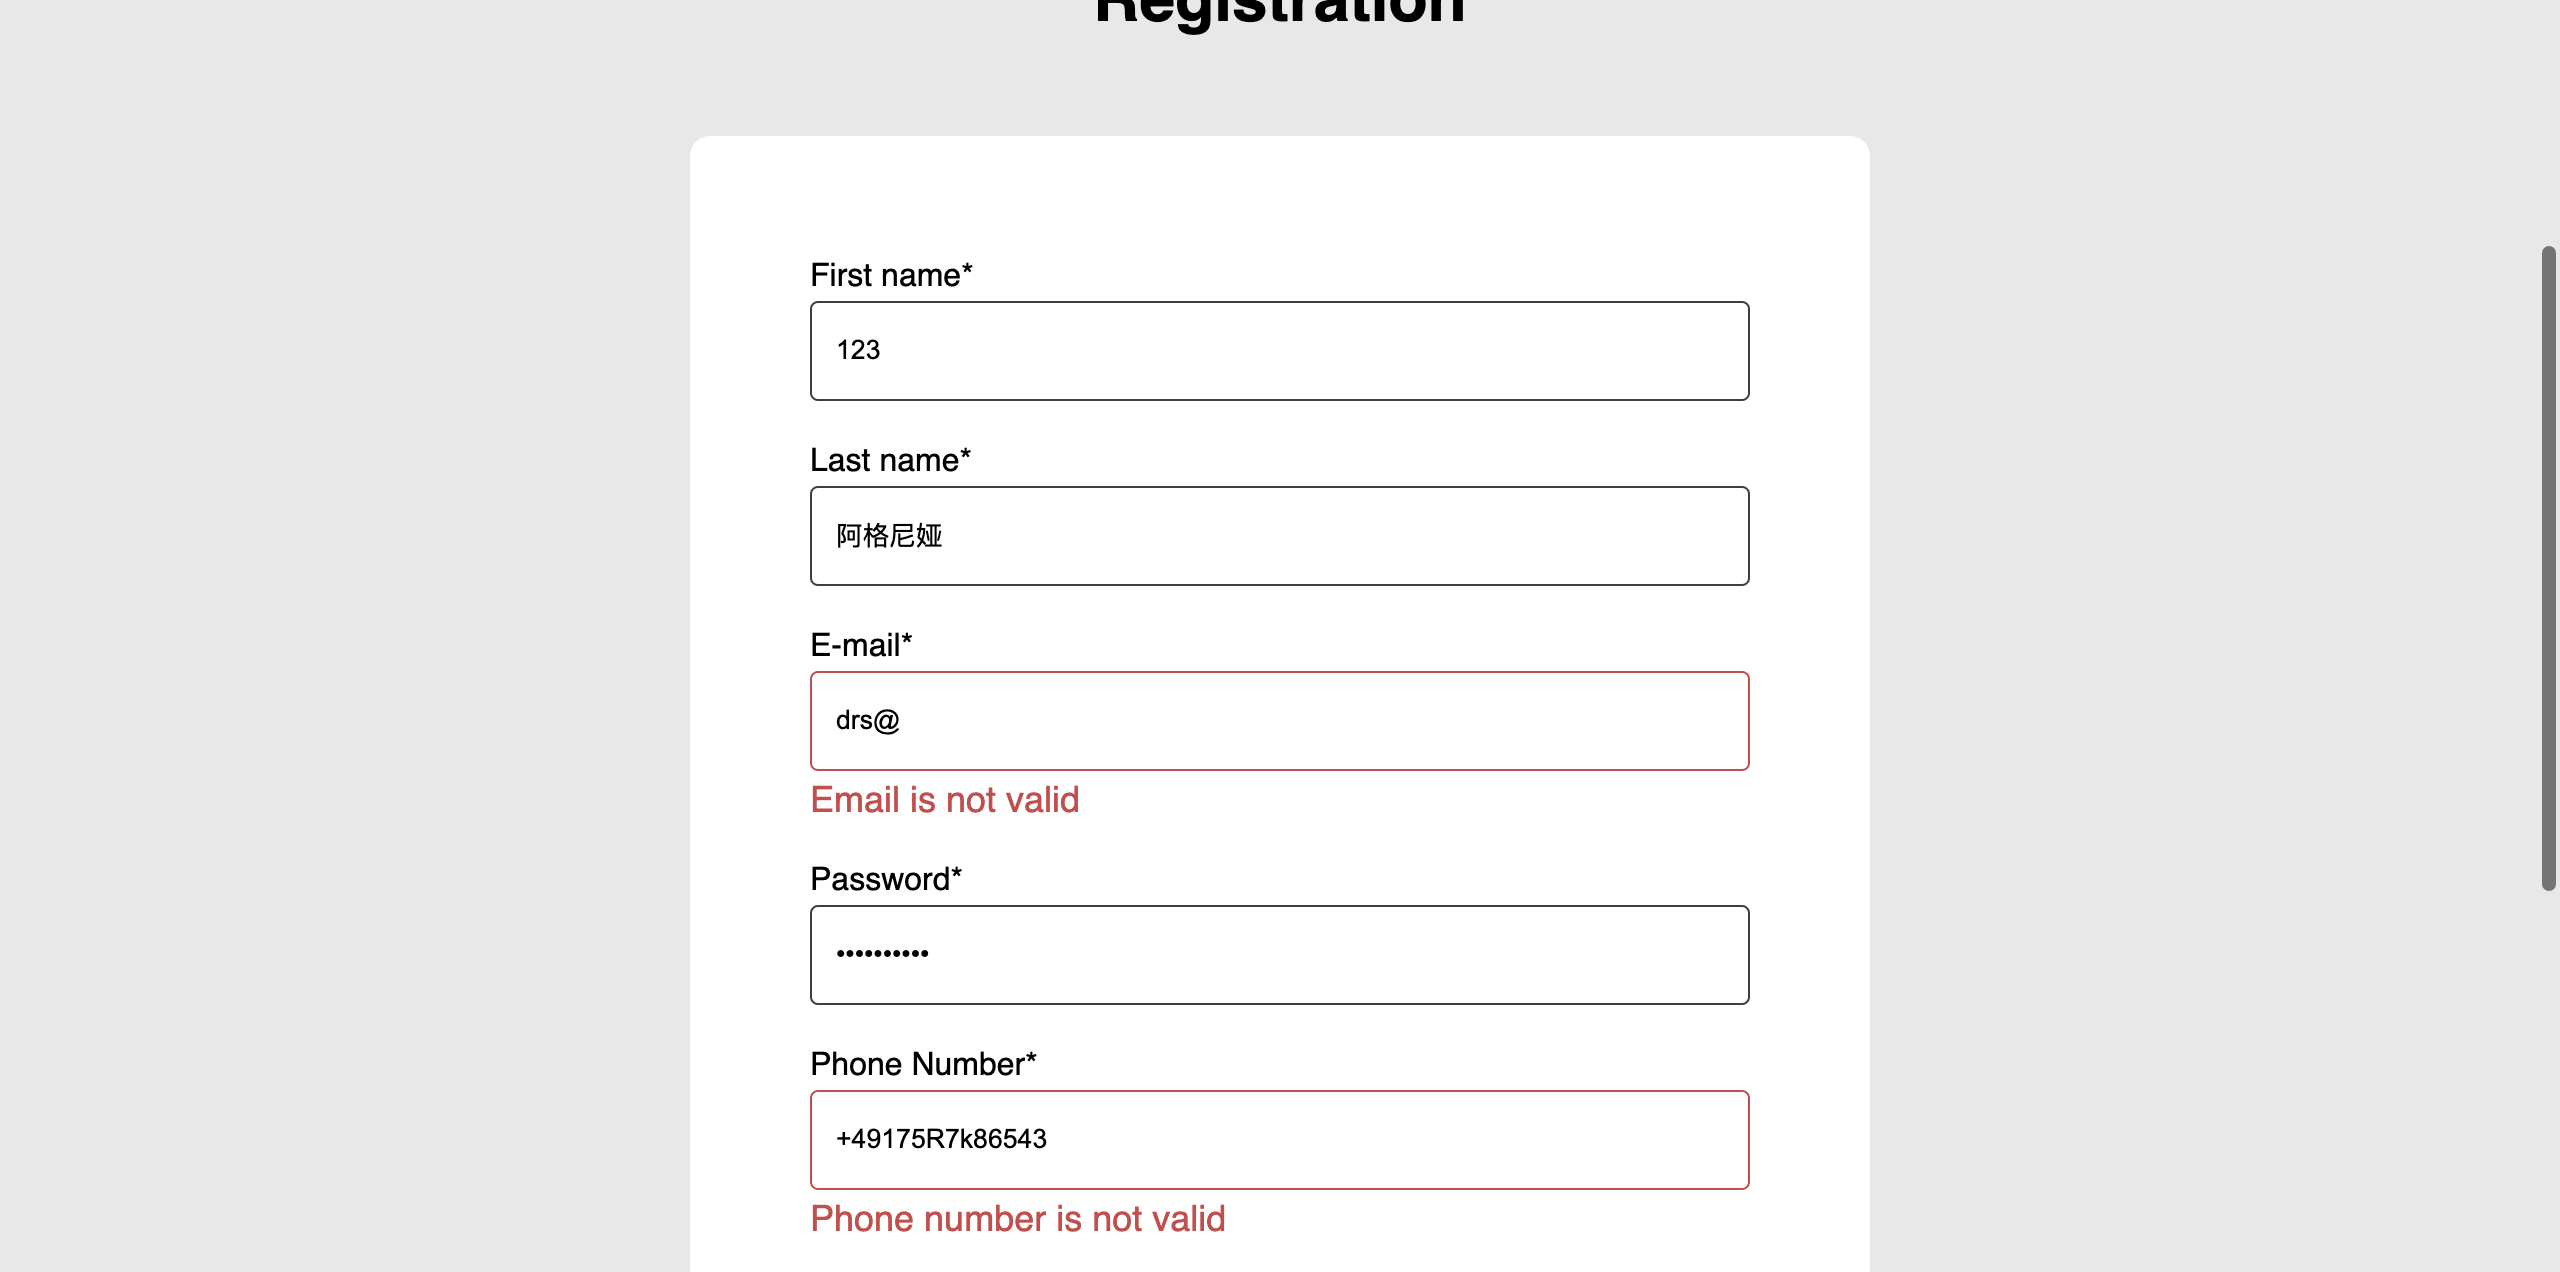 Registration
First name*
123
Last name*
阿格尼娅
E-mail*
drs@
Email is not valid
Password*
••••••••••
Phone Number*
+49175R7k86543
Phone number is not valid